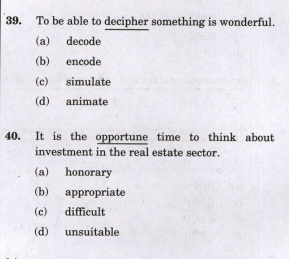 39. To be able to decipher something is wonderful.
(a) decode
(b) encode
(c) simulate
(d) animate
40. It is the opportune time to think about
investment in the real estate sector.
(a) honorary
(b) appropriate
(c) difficult
(d) unsuitable